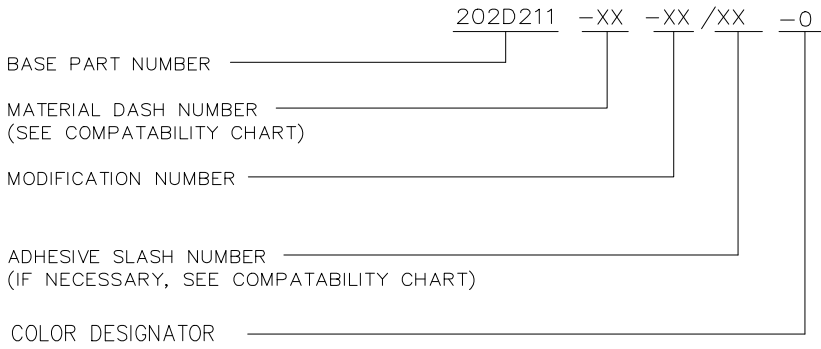 202D211 -XX -XX /XX -0
BASE PART NUMBER
MATERIAL DASH NUMBER
(SEE COMPATABILITY CHART)
MODIFICATION NUMBER
ADHESIVE SLASH NUMBER
(IF NECESSARY, SEE COMPATABILITY CHART)
COLOR DESIGNATOR